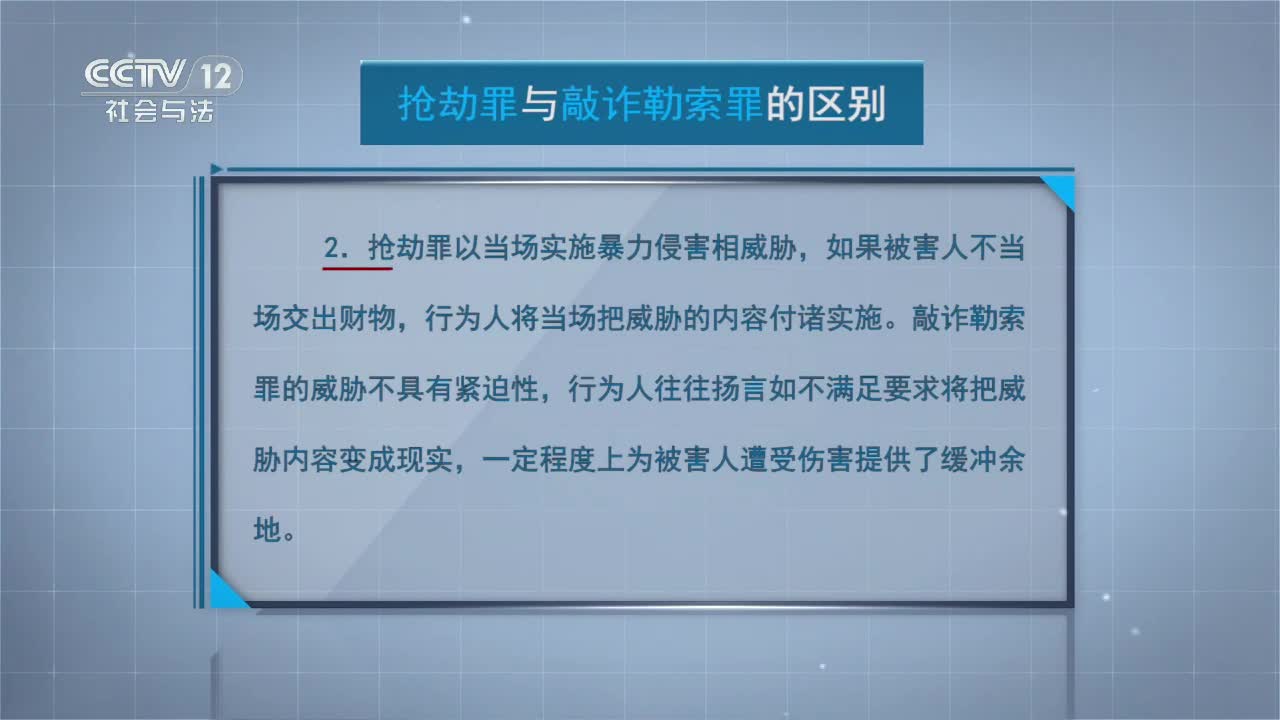 CCTV 12
社会与法
抢劫罪与敲诈勒索罪的区别
2．抢劫罪以当场实施暴力侵害相威胁，如果被害人不当
场交出财物，行为人将当场把威胁的内容付诸实施。敲诈勒索
罪的威胁不具有紧迫性，行为人往往扬言如不满足要求将把威
胁内容变成现实，一定程度上为被害人遭受伤害提供了缓冲余
地。